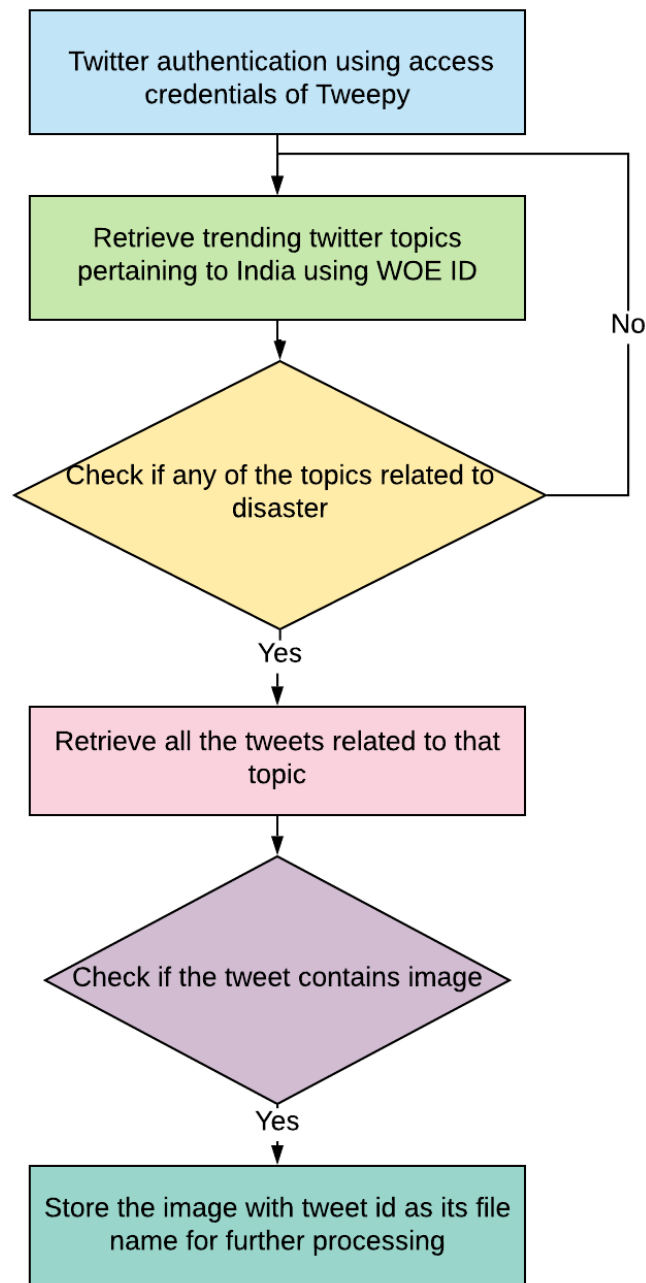 Twitter authentication using access
credentials of Tweepy
Retrieve trending twitter topics
pertaining to India using WOE ID
No
Check if any of the topics related to
disaster
Yes
Retrieve all the tweets related to that
topic
Check if the tweet contains image
Yes
Store the image with tweet id as its file
name for further processing